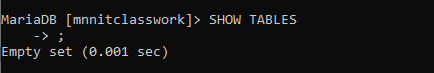 MariaDB [mnnitclasswork]> SHOW TABLES
    -> ;
Empty set (0.001 sec)